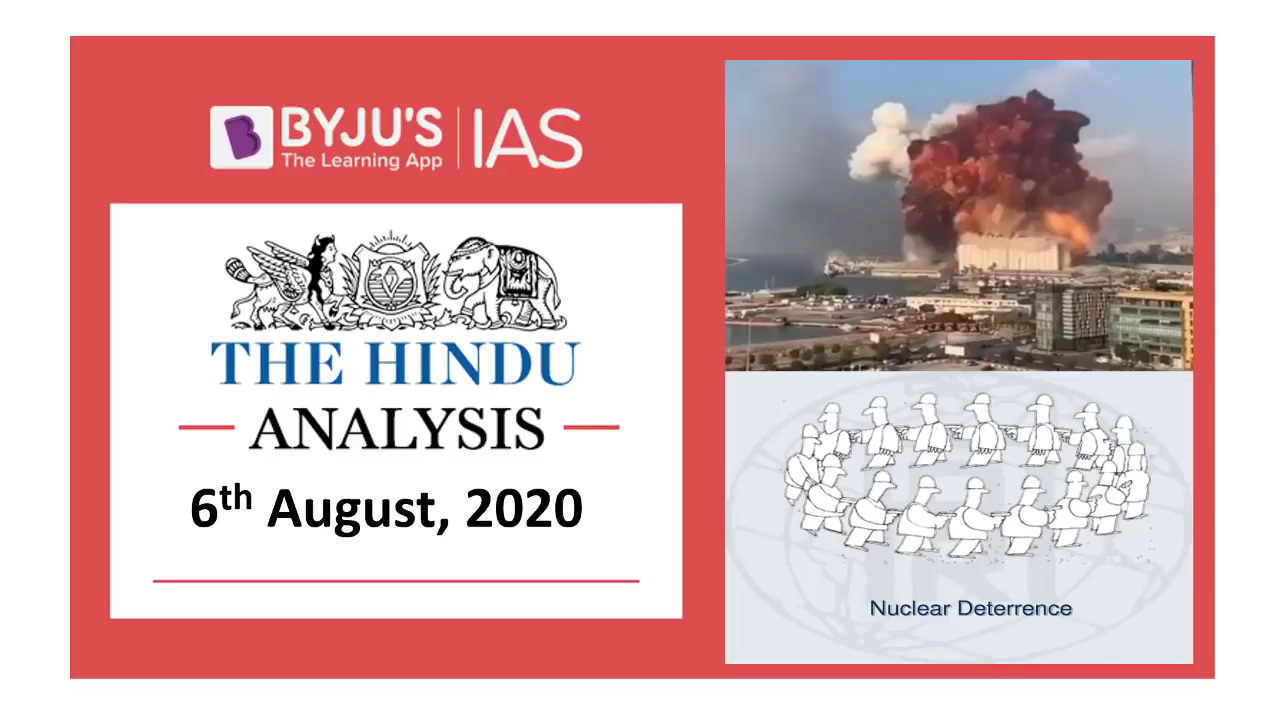 BYJU'S IAS
The Learning App
THE HINDU
ANALYSIS
6th August, 2020
Nuclear Deterrence